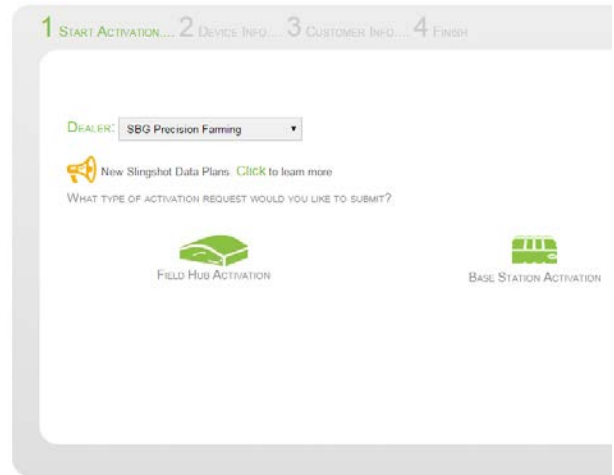 1 START ACTIVATION.... 2 DEVICE INFO.... 3 CUSTOMER INFO.... 4 FINISH
DEALER: SBG Precision Farming
New Slingshot Data Plans. Click to learn more
WHAT TYPE OF ACTIVATION REQUEST WOULD YOU LIKE TO SUBMIT?
FIELD HUB ACTIVATION
BASE STATION ACTIVATION